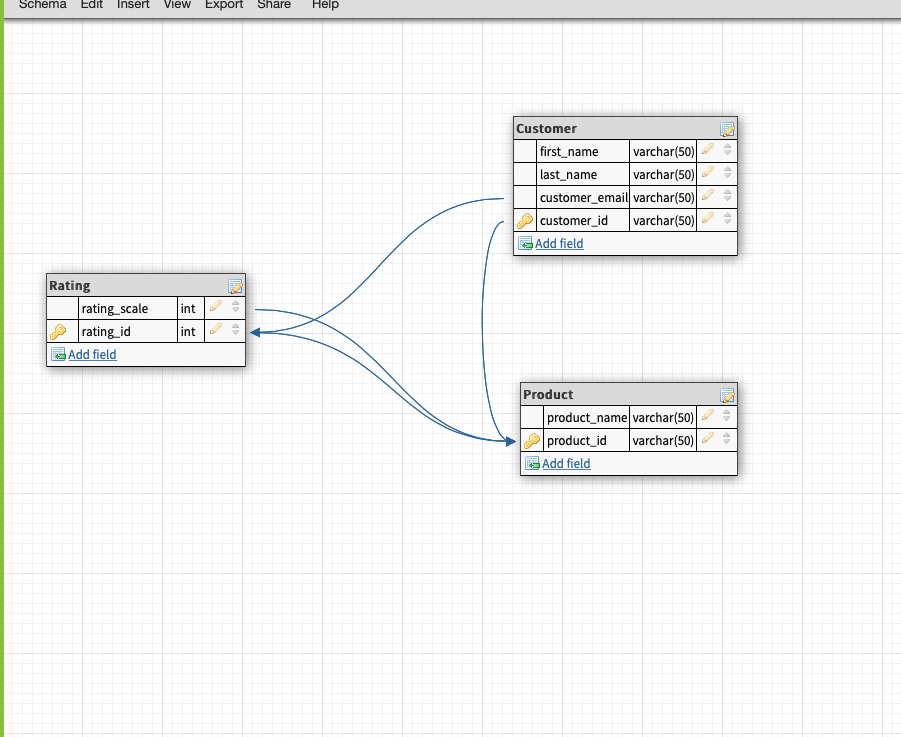 Schema Edit Insert View Export Share Help
Customer
first_name varchar(50)
last_name varchar(50)
customer_email varchar(50)
customer_id varchar(50)
Add field
Rating
rating_scale int
rating_id int
Add field
Product
product_name varchar(50)
product_id varchar(50)
Add field